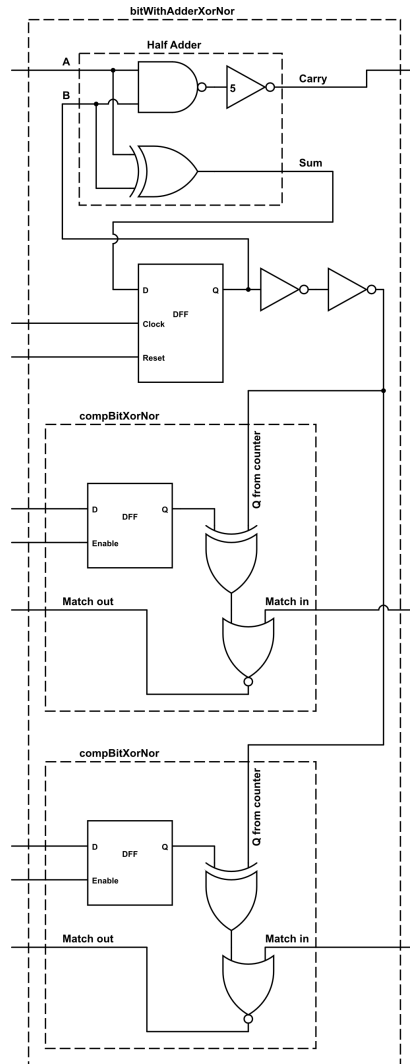 bitWithAdderXorNor
Half Adder
A
5
Carry
B
Sum
D
Q
DFF
Clock
Reset
compBitXorNor
Q from counter
D
Q
DFF
Enable
Match out
Match in
compBitXorNor
Q from counter
D
Q
DFF
Enable
Match out
Match in